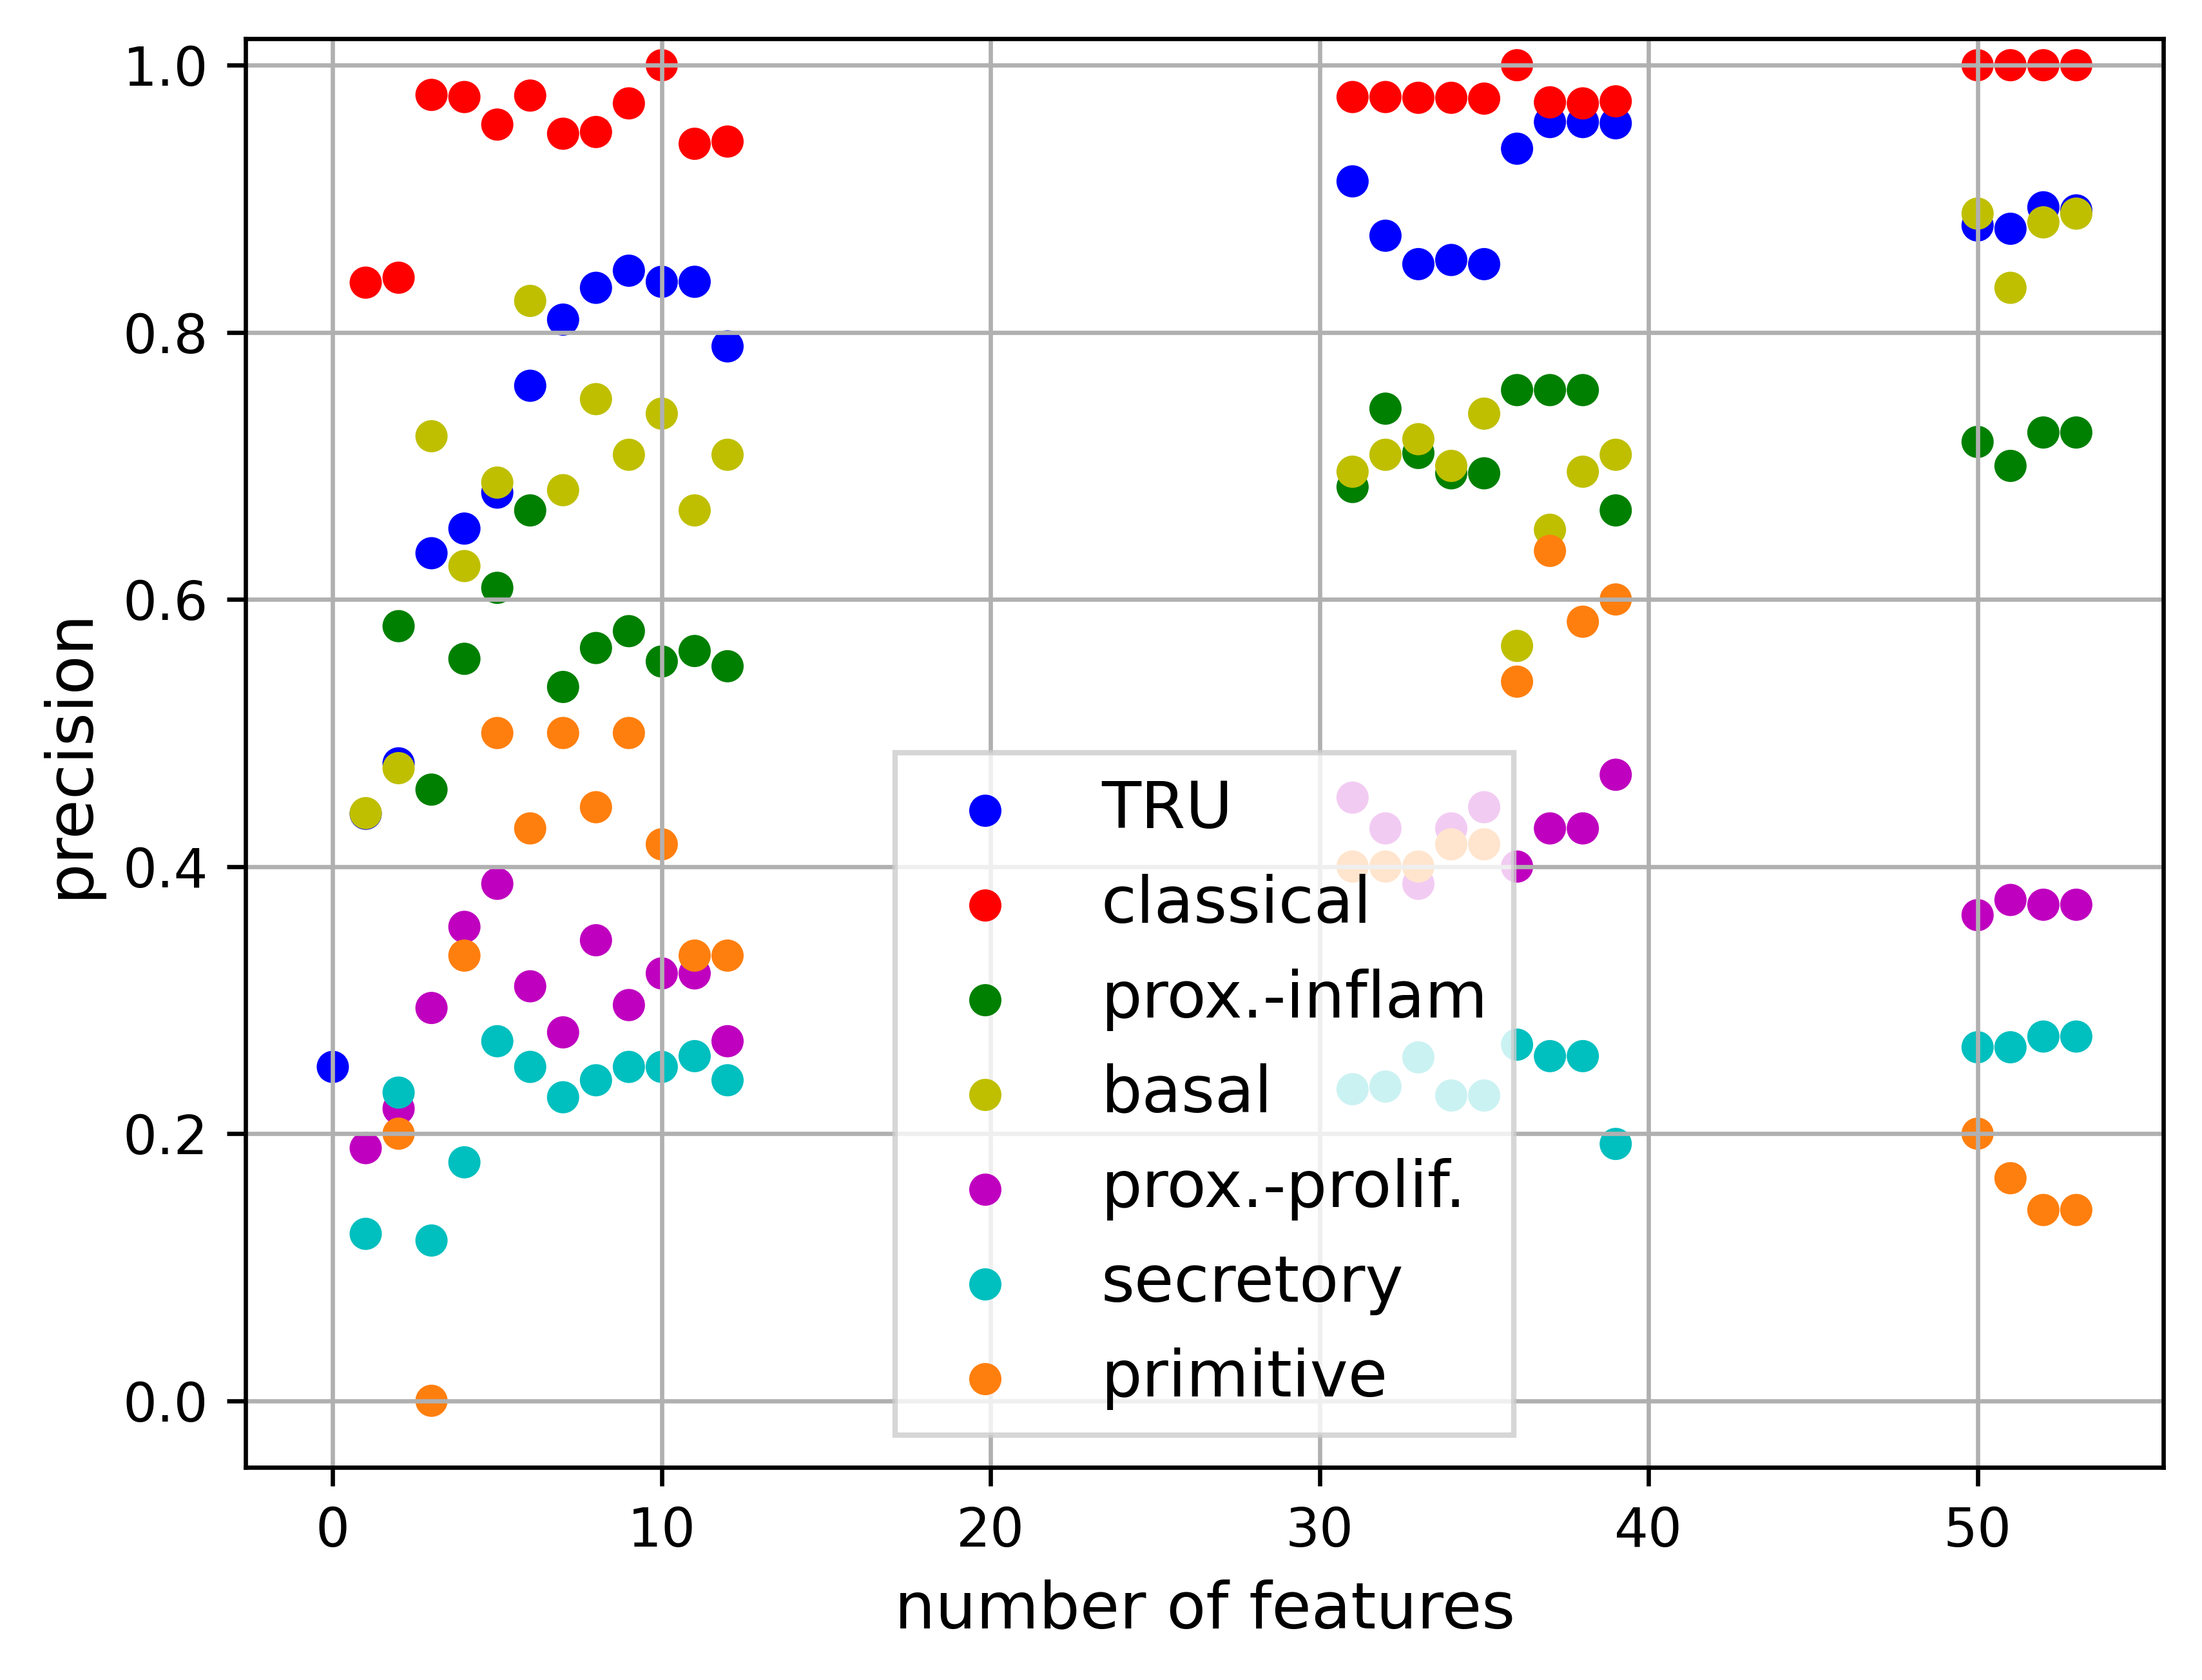 1.0
0.8
0.6
0.4
0.2
0.0
precision
TRU
classical
prox.-inflam
basal
prox.-prolif.
secretory
primitive
0 10 20 30 40 50
number of features